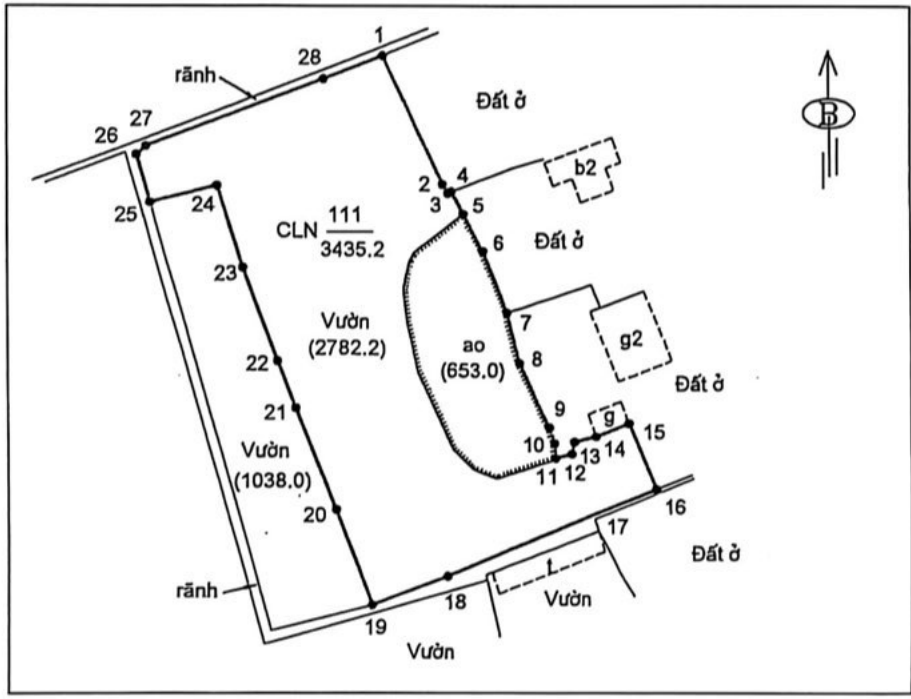 1
28
rãnh
27
26
Đất ở
B
b2
2
4
3
5
25
24
CLN 111
3435.2
Đất ở
6
23
Vườn
(2782.2)
ao
(653.0)
7
g2
8
22
Đất ở
21
9
g
15
10
14
13
12
11
Vườn
(1038.0)
16
20
17
Đất ở
t
rãnh
18
19
Vườn
Vườn